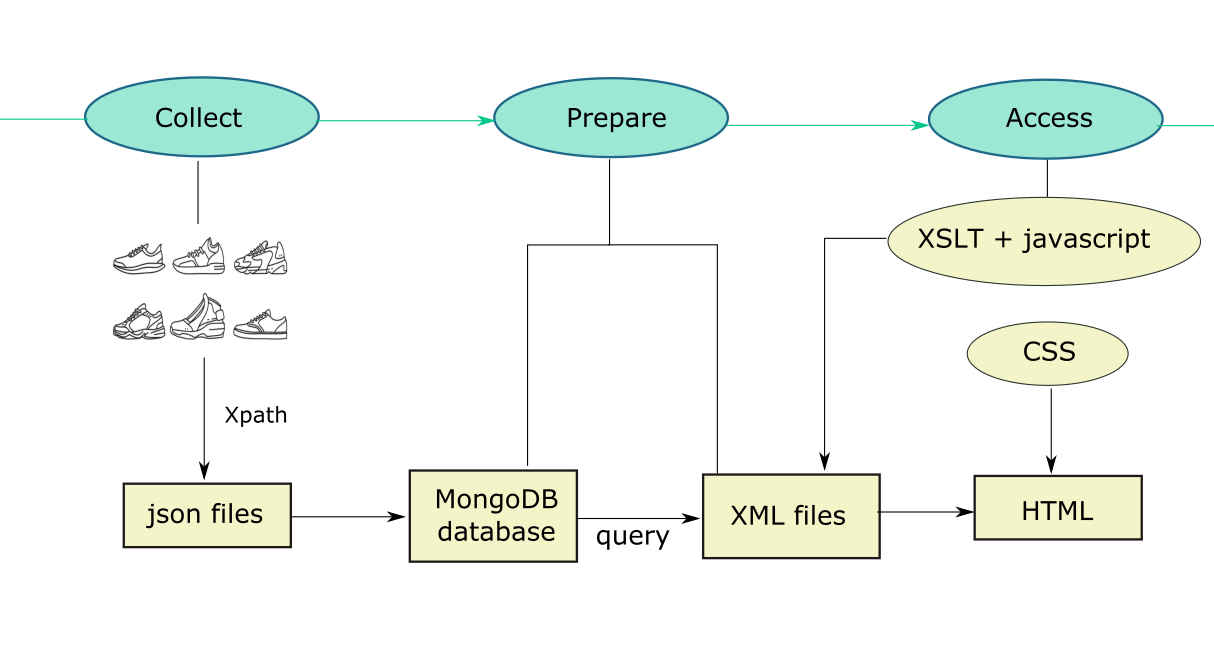 Collect
Prepare
Access
XSLT + javascript
CSS
Xpath
json files
MongoDB
database
query
XML files
HTML